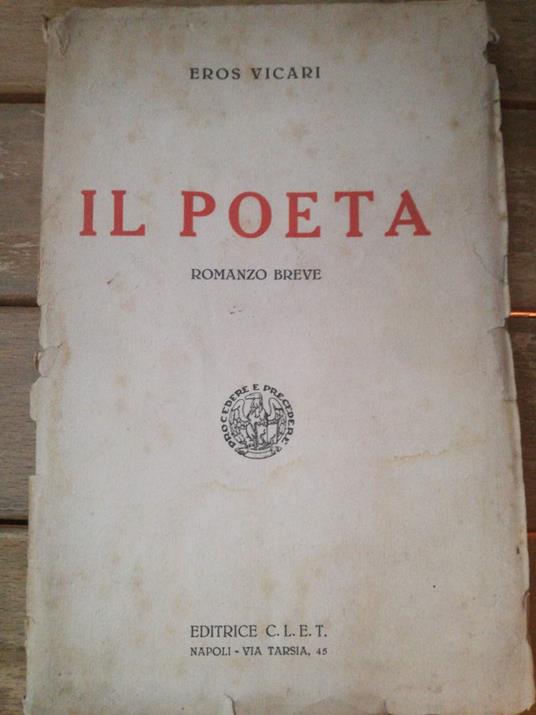 EROS VICARI
IL POETA
ROMANZO BREVE
PROCEDERE E PRECEDERE
EDITRICE C. L. E. T.
NAPOLI - VIA TARSIA, 45